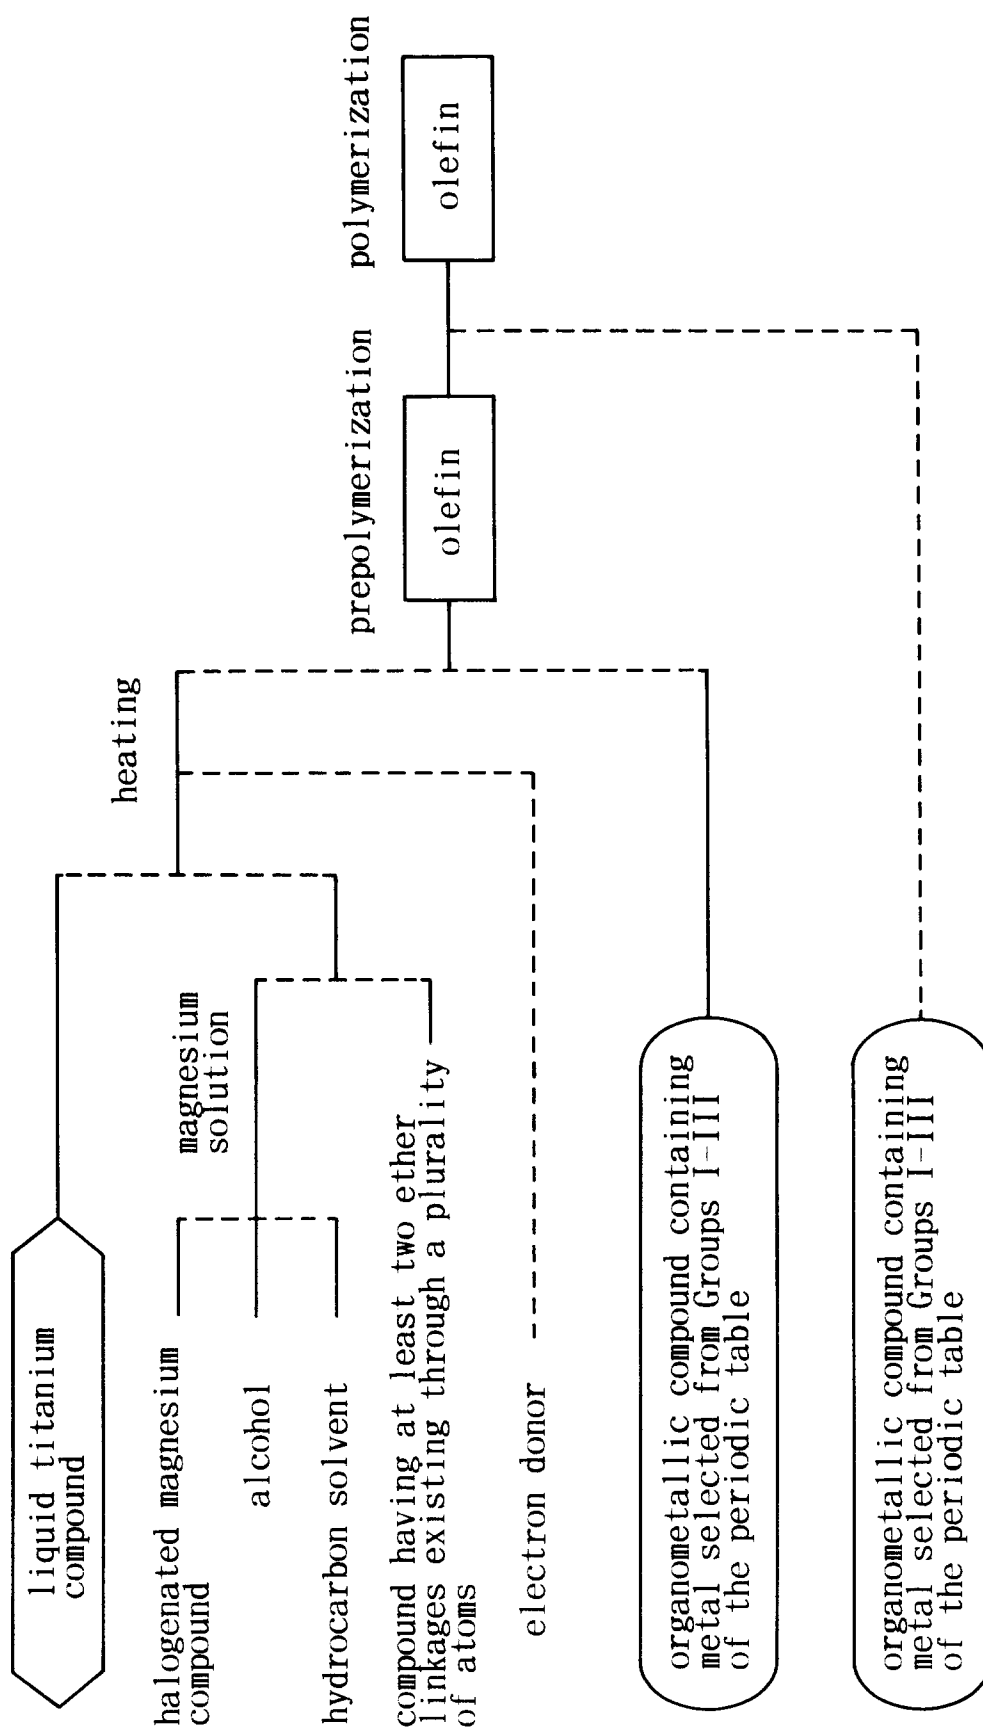 liquid titanium
compound
halogenated magnesium
compound
alcohol
hydrocarbon solvent
magnesium
solution
compound having at least two ether
linkages existing through a plurality
of atoms
electron donor
heating
organometallic compound containing
metal selected from Groups I-III
of the periodic table
prepolymerization
olefin
organometallic compound containing
metal selected from Groups I-III
of the periodic table
polymerization
olefin